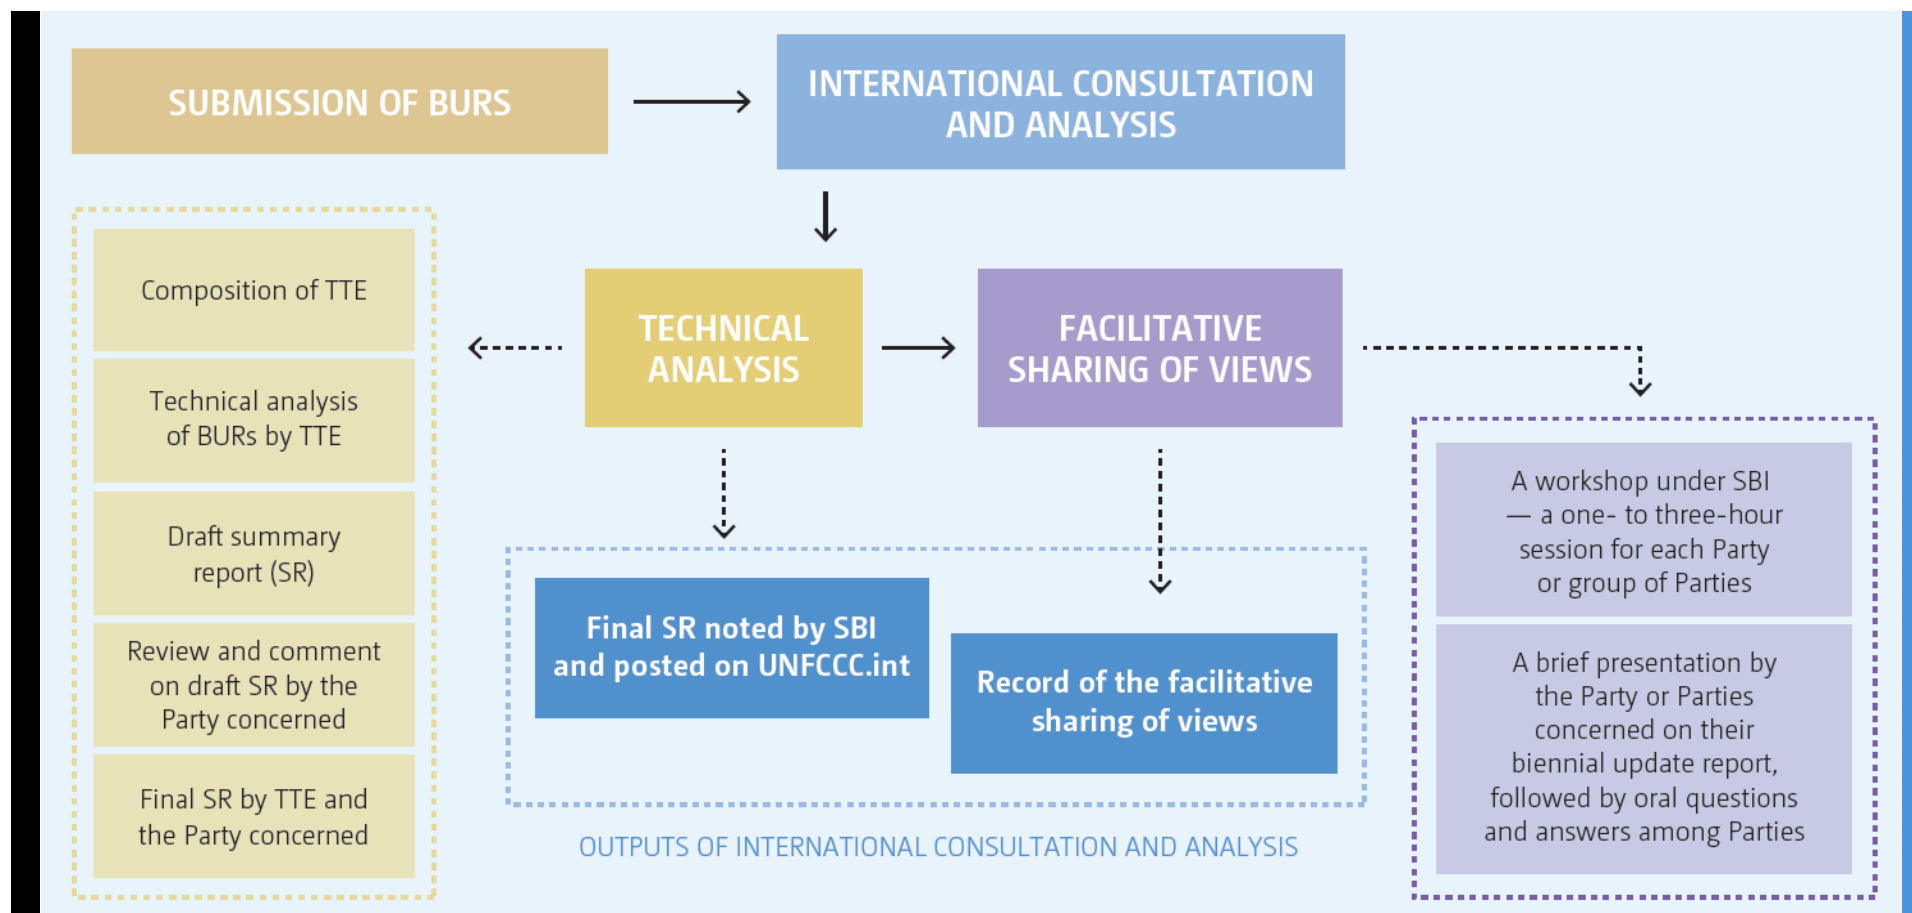 SUBMISSION OF BURS
INTERNATIONAL CONSULTATION
AND ANALYSIS
Composition of TTE
Technical analysis
of BURs by TTE
Draft summary
report (SR)
Review and comment
on draft SR by the
Party concerned
Final SR by TTE and
the Party concerned
TECHNICAL
ANALYSIS
FACILITATIVE
SHARING OF VIEWS
Final SR noted by SBI
and posted on UNFCCC.int
Record of the facilitative
sharing of views
OUTPUTS OF INTERNATIONAL CONSULTATION AND ANALYSIS
A workshop under SBI
— a one- to three-hour
session for each Party
or group of Parties
A brief presentation by
the Party or Parties
concerned on their
biennial update report,
followed by oral questions
and answers among Parties